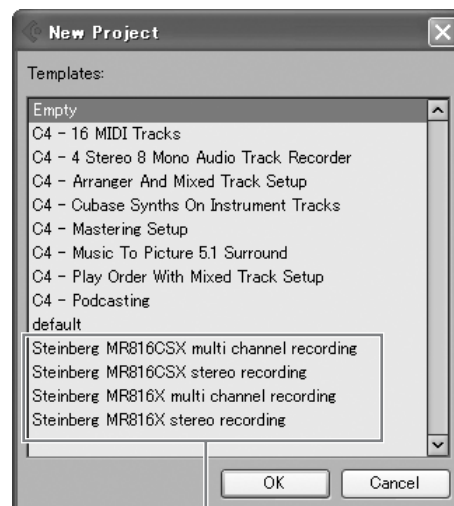 New Project
Templates:
Empty
C4 - 16 MIDI Tracks
C4 - 4 Stereo 8 Mono Audio Track Recorder
C4 - Arranger And Mixed Track Setup
C4 - Cubase Synths On Instrument Tracks
C4 - Mastering Setup
C4 - Music To Picture 5.1 Surround
C4 - Play Order With Mixed Track Setup
C4 - Podcasting
default
Steinberg MR816CSX multi channel recording
Steinberg MR816CSX stereo recording
Steinberg MR816X multi channel recording
Steinberg MR816X stereo recording
OK
Cancel